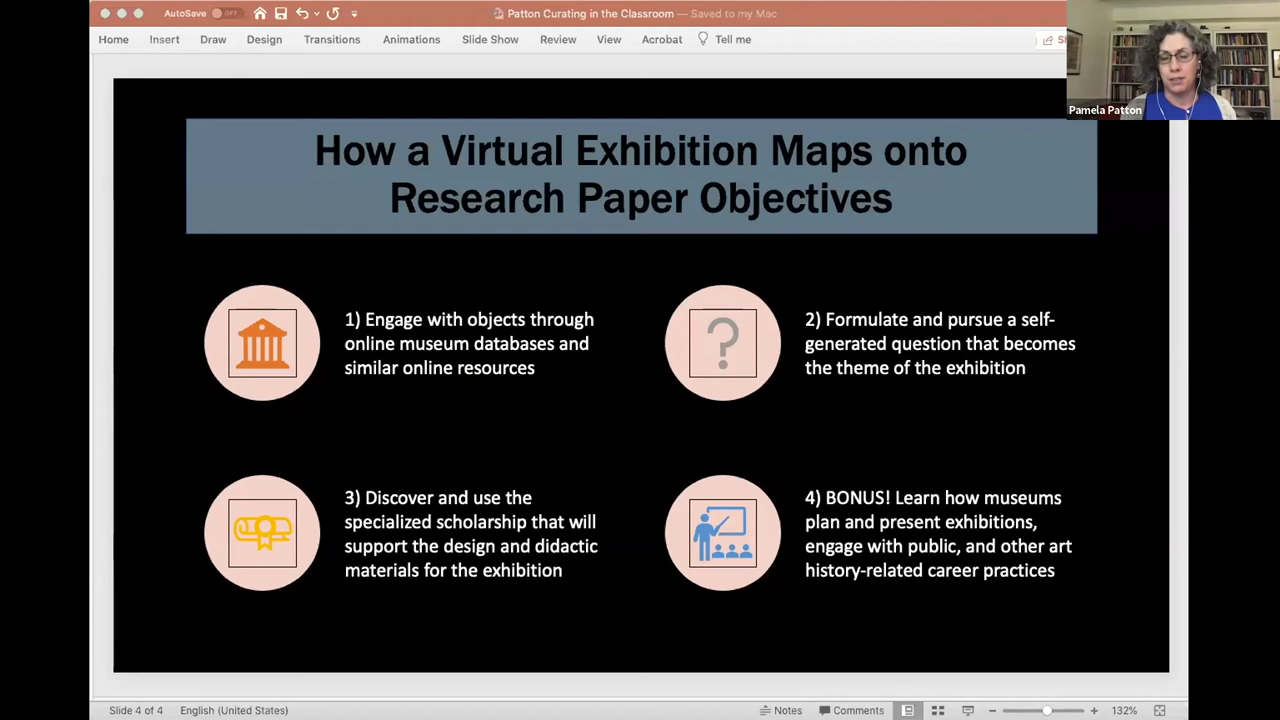 AutoSave OFF
Patton Curating in the Classroom — Saved to my Mac
Home Insert Draw Design Transitions Animations Slide Show Review View Acrobat Tell me
Pamela Patton
How a Virtual Exhibition Maps onto
Research Paper Objectives
1) Engage with objects through
online museum databases and
similar online resources
2) Formulate and pursue a self-
generated question that becomes
the theme of the exhibition
3) Discover and use the
specialized scholarship that will
support the design and didactic
materials for the exhibition
4) BONUS! Learn how museums
plan and present exhibitions,
engage with public, and other art
history-related career practices
Slide 4 of 4 English (United States) Notes Comments 132%